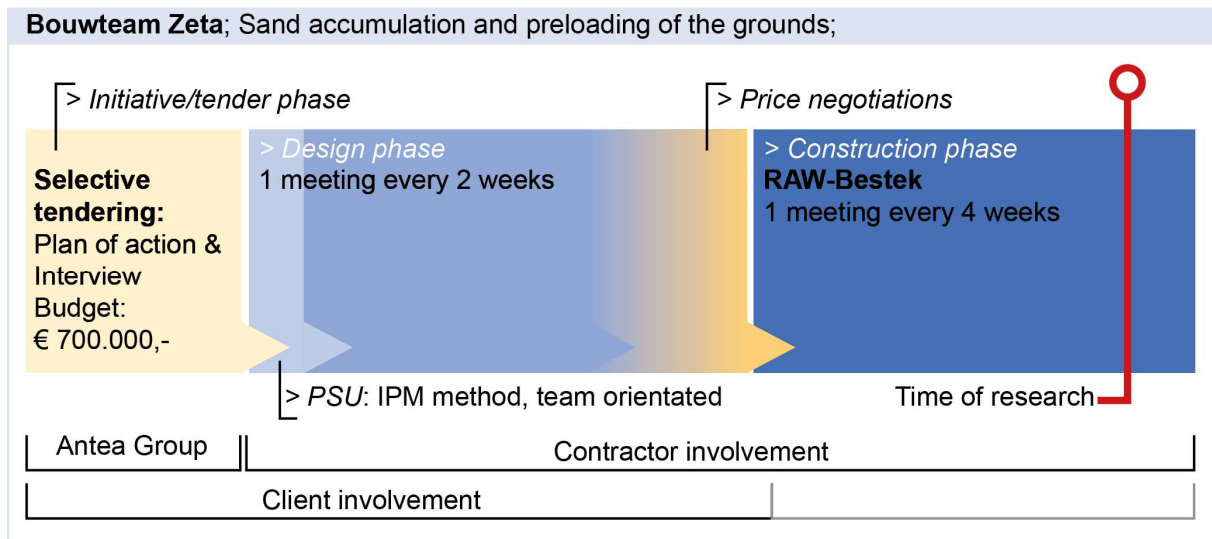 Bouwteam Zeta; Sand accumulation and preloading of the grounds;
> Initiative/tender phase
> Price negotiations
Selective
tendering:
Plan of action &
Interview
Budget:
€ 700.000,-
> Design phase
1 meeting every 2 weeks
> Construction phase
RAW-Bestek
1 meeting every 4 weeks
> PSU: IPM method, team orientated
Time of research
Antea Group
Contractor involvement
Client involvement